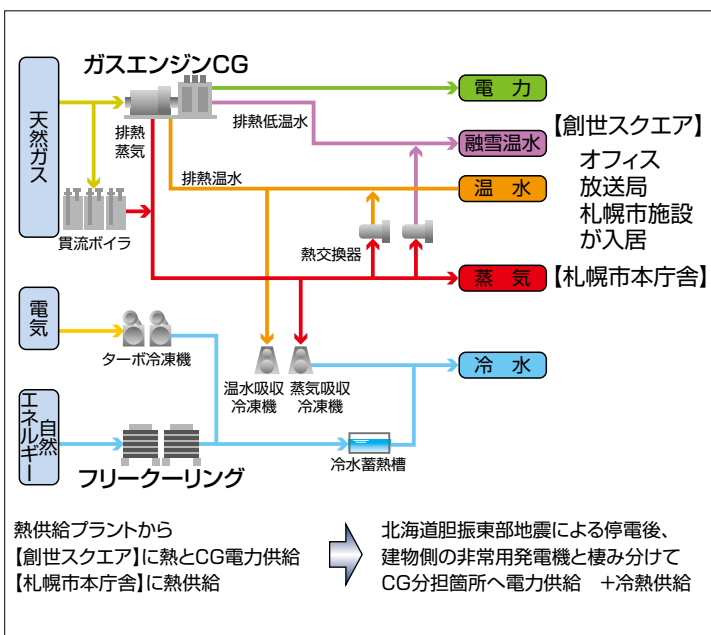 ガスエンジンCG
天然ガス
排熱
蒸気
排熱低温水
排熱温水
貫流ボイラ
熱交換器
電 力
融雪温水
温 水
蒸 気
冷 水
【創世スクエア】
オフィス
放送局
札幌市施設
が入居
【札幌市本庁舎】
電気
ターボ冷凍機
温水吸収
冷凍機
蒸気吸収
冷凍機
自然
エネルギー
フリークーリング
冷水蓄熱槽
熱供給プラントから
【創世スクエア】に熱とCG電力供給
【札幌市本庁舎】に熱供給
北海道胆振東部地震による停電後、
建物側の非常用発電機と棲み分けて
CG分担箇所へ電力供給 +冷熱供給